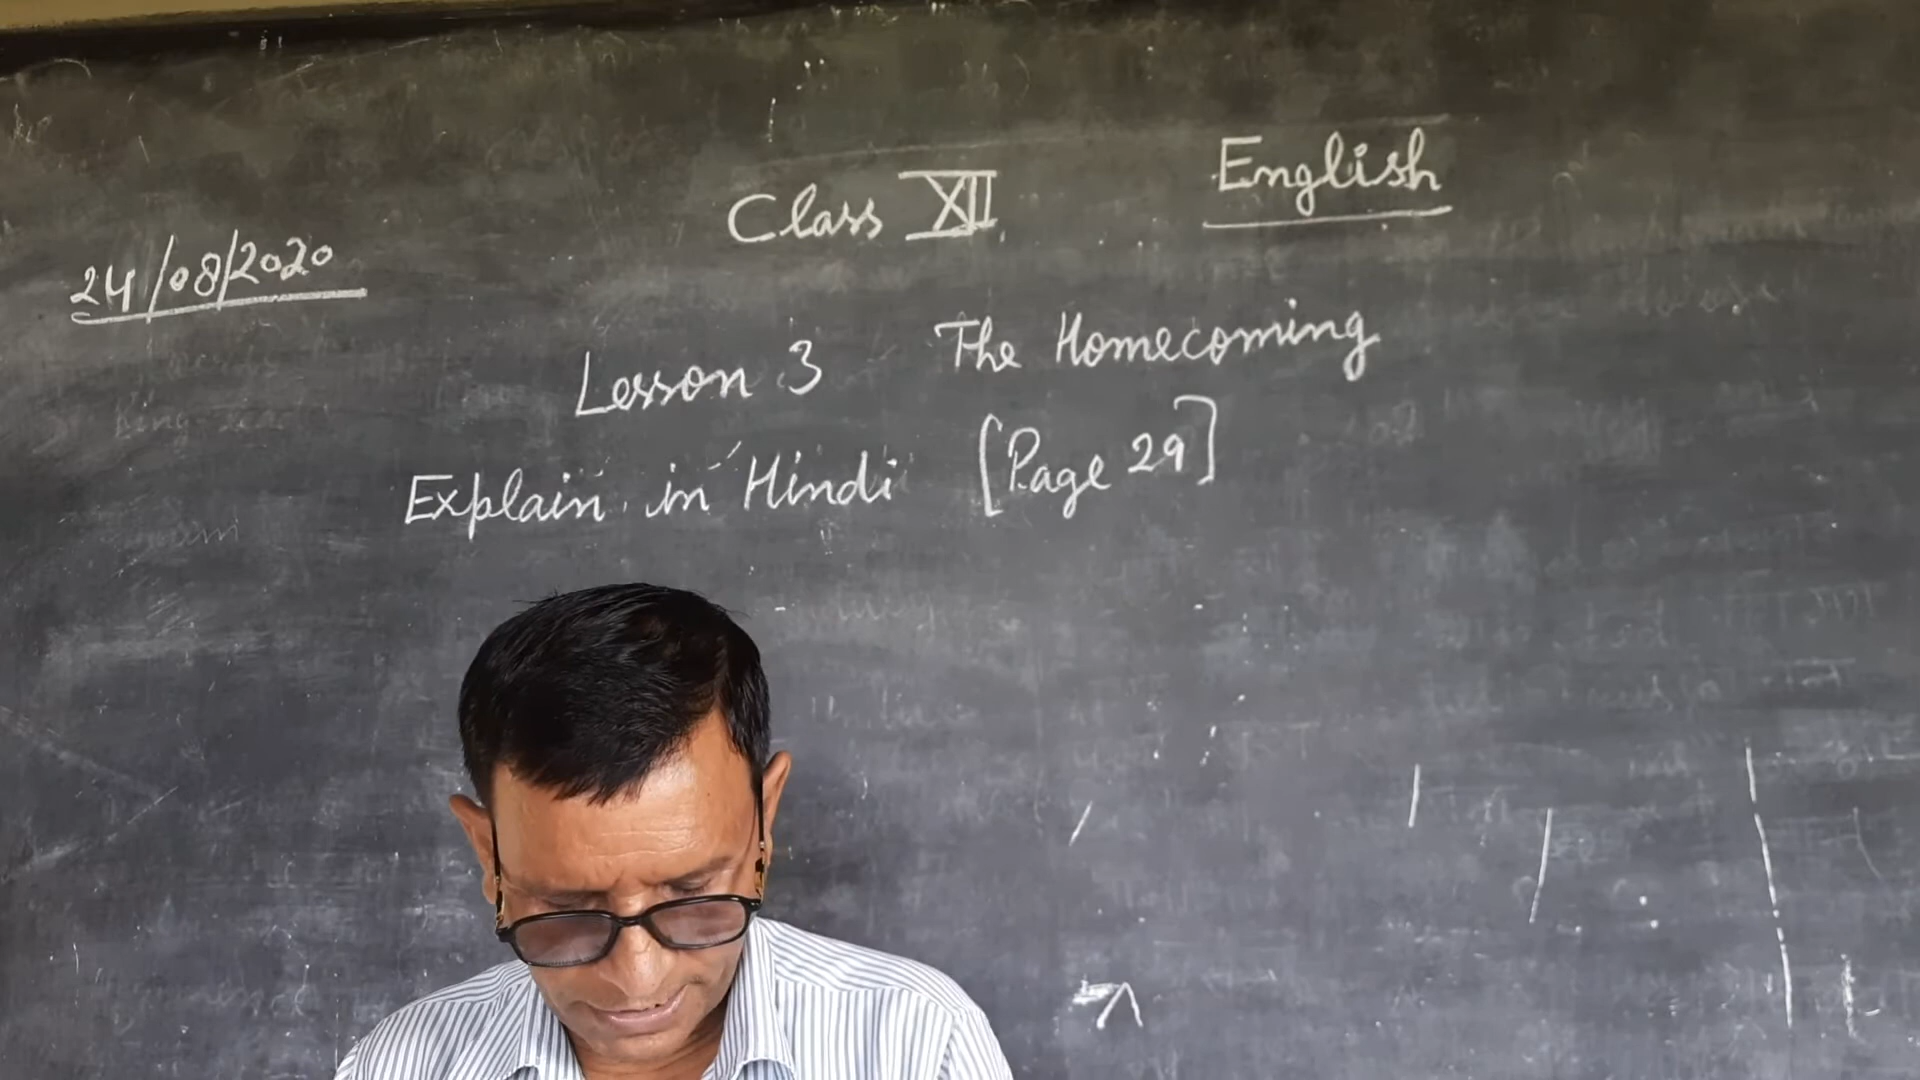 Class XII English
24/08/2020
Lesson 3 The Homecoming
Explain in Hindi [Page 29]